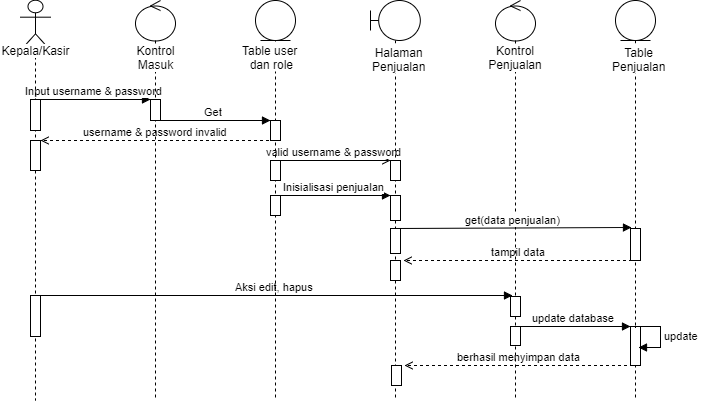 Kepala/Kasir
Kontrol
Masuk
Table user
dan role
Halaman
Penjualan
Kontrol
Penjualan
Table
Penjualan
Input username & password
Get
username & password invalid
valid username & password
Inisialisasi penjualan
get(data penjualan)
tampil data
Aksi edit, hapus
update database
update
berhasil menyimpan data